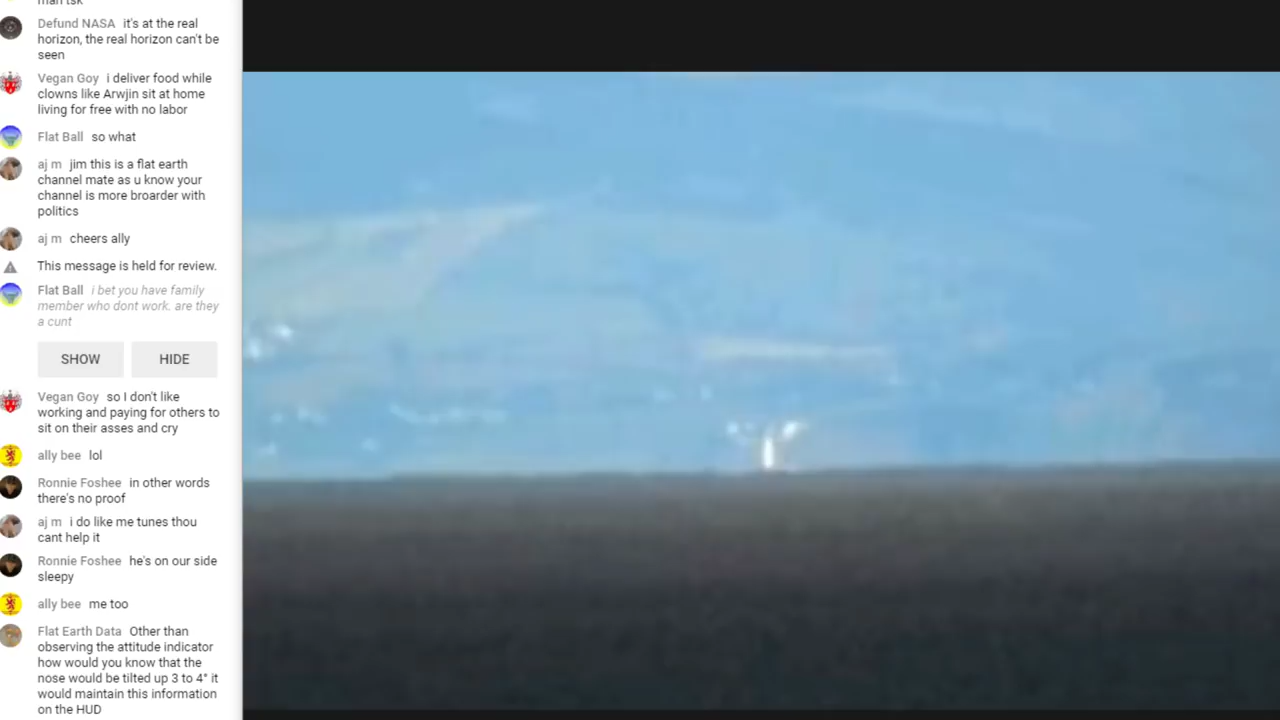 man tsk
Defund NASA it's at the real
horizon, the real horizon can't be
seen
Vegan Goy i deliver food while
clowns like Arwjin sit at home
living for free with no labor
Flat Ball so what
aj m jim this is a flat earth
channel mate as u know your
channel is more broarder with
politics
aj m cheers ally
This message is held for review.
Flat Ball i bet you have family
member who dont work. are they
a cunt
SHOW HIDE
Vegan Goy so I don't like
working and paying for others to
sit on their asses and cry
ally bee lol
Ronnie Foshee in other words
there's no proof
aj m i do like me tunes thou
cant help it
Ronnie Foshee he's on our side
sleepy
ally bee me too
Flat Earth Data Other than
observing the attitude indicator
how would you know that the
nose would be tilted up 3 to 4° it
would maintain this information
on the HUD